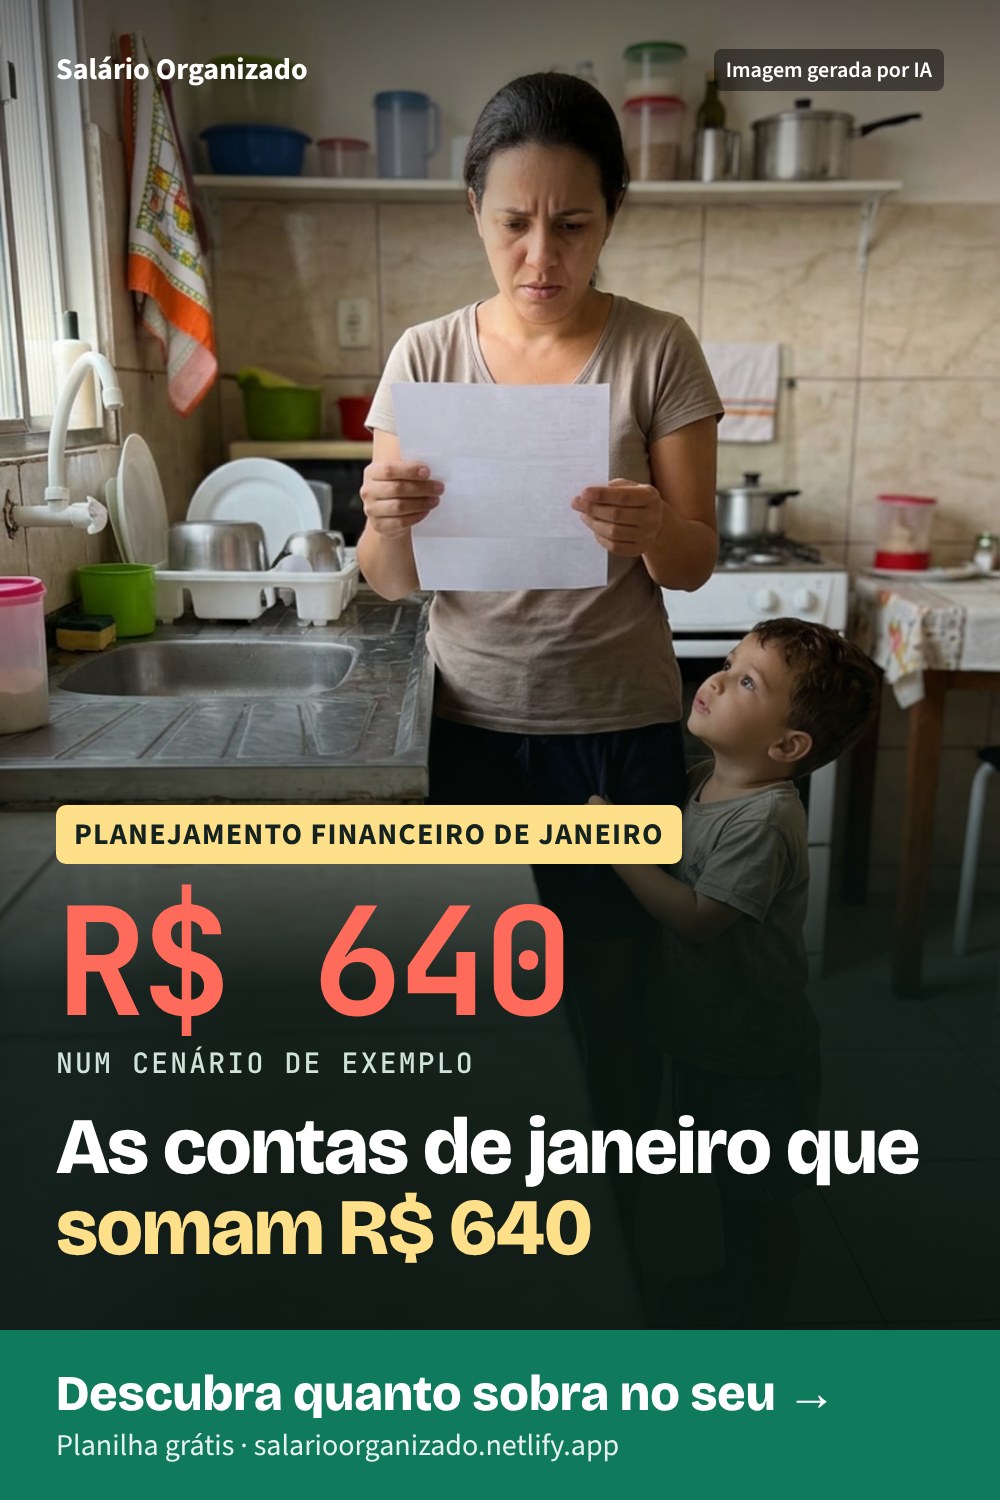 Salário Organizado
Imagem gerada por IA
PLANEJAMENTO FINANCEIRO DE JANEIRO
R$ 640
NUM CENÁRIO DE EXEMPLO
As contas de janeiro que
somam R$ 640
Descubra quanto sobra no seu →
Planilha grátis · salarioorganizado.netlify.app